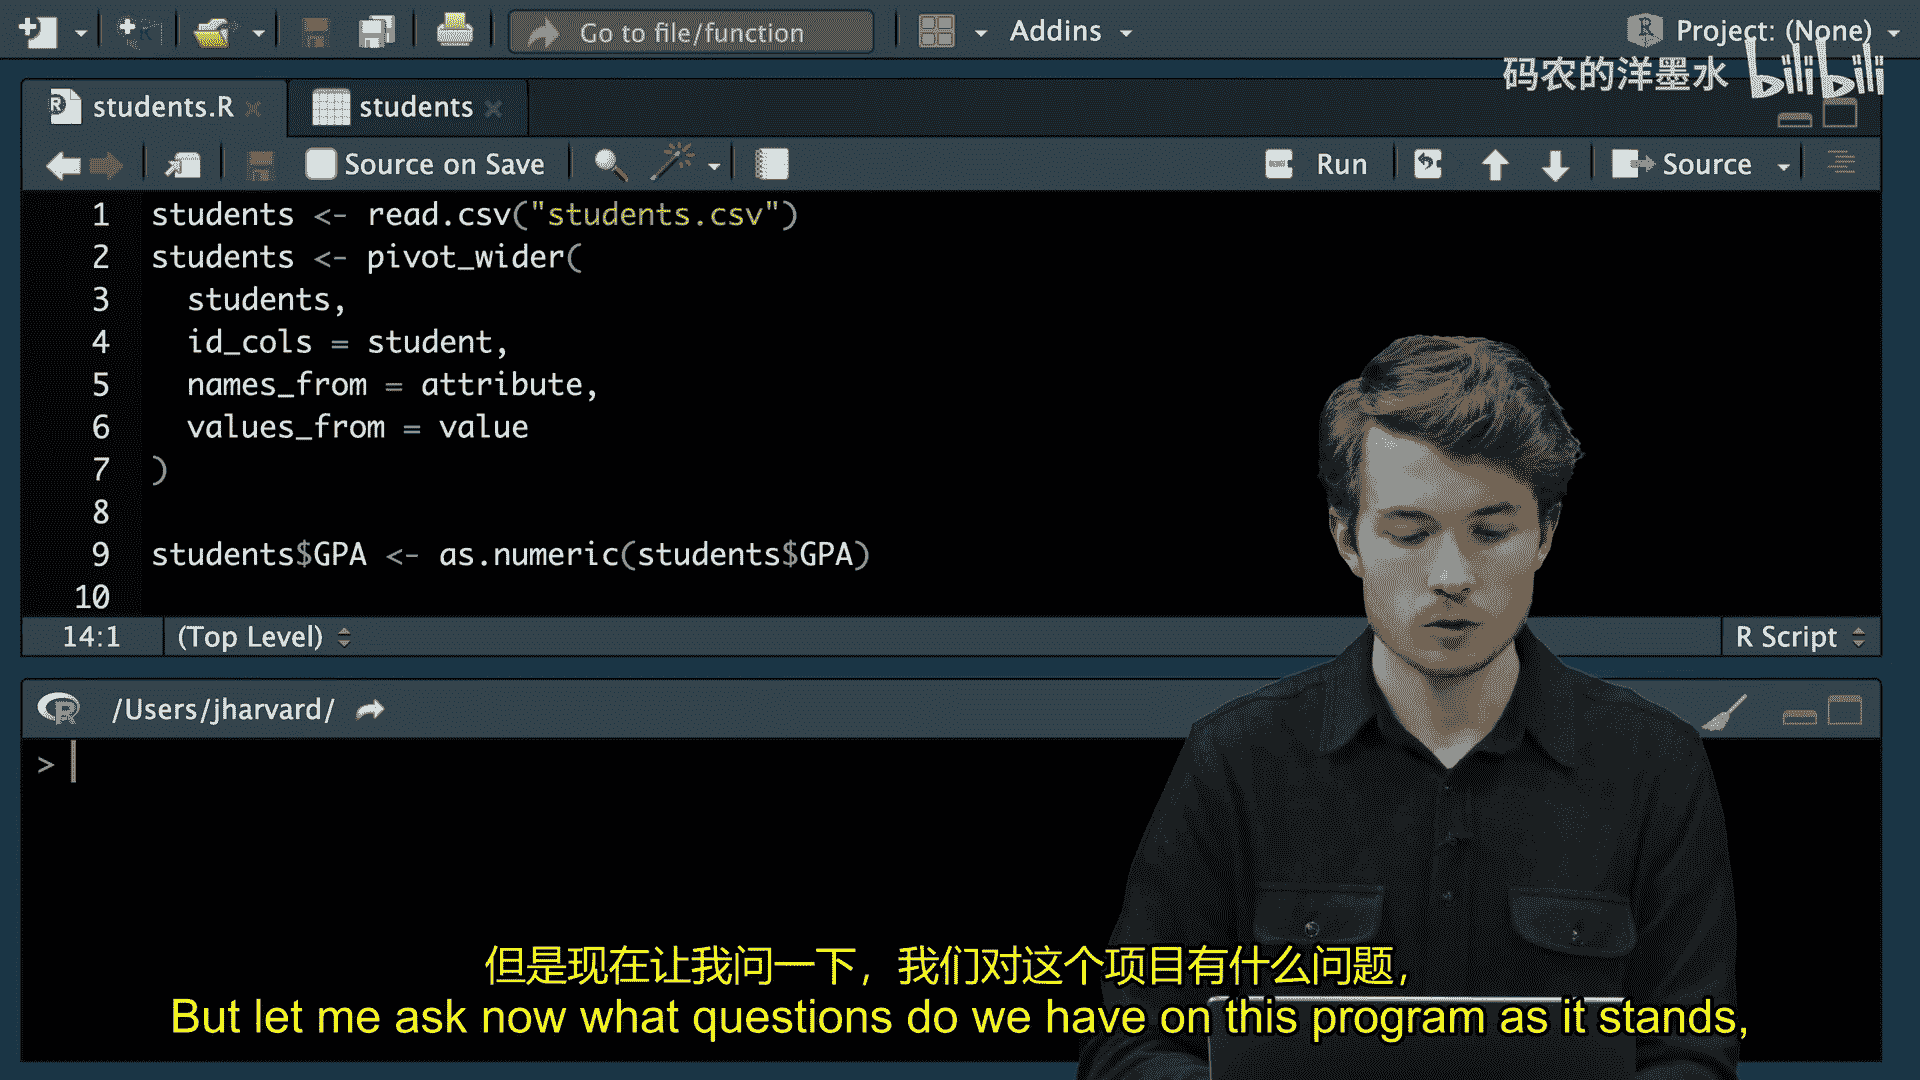 Go to file/function
Addins
Project: (None)
码农的洋墨水 bilibili
students.R
students
Source on Save
Run
Source
1 students <- read.csv("students.csv")
2 students <- pivot_wider(
3 students,
4 id_cols = student,
5 names_from = attribute,
6 values_from = value
7 )
8
9 students$GPA <- as.numeric(students$GPA)
10
14:1 (Top Level) R Script
R /Users/jharvard/
>
但是现在让我问一下，我们对这个项目有什么问题，
But let me ask now what questions do we have on this program as it stands,